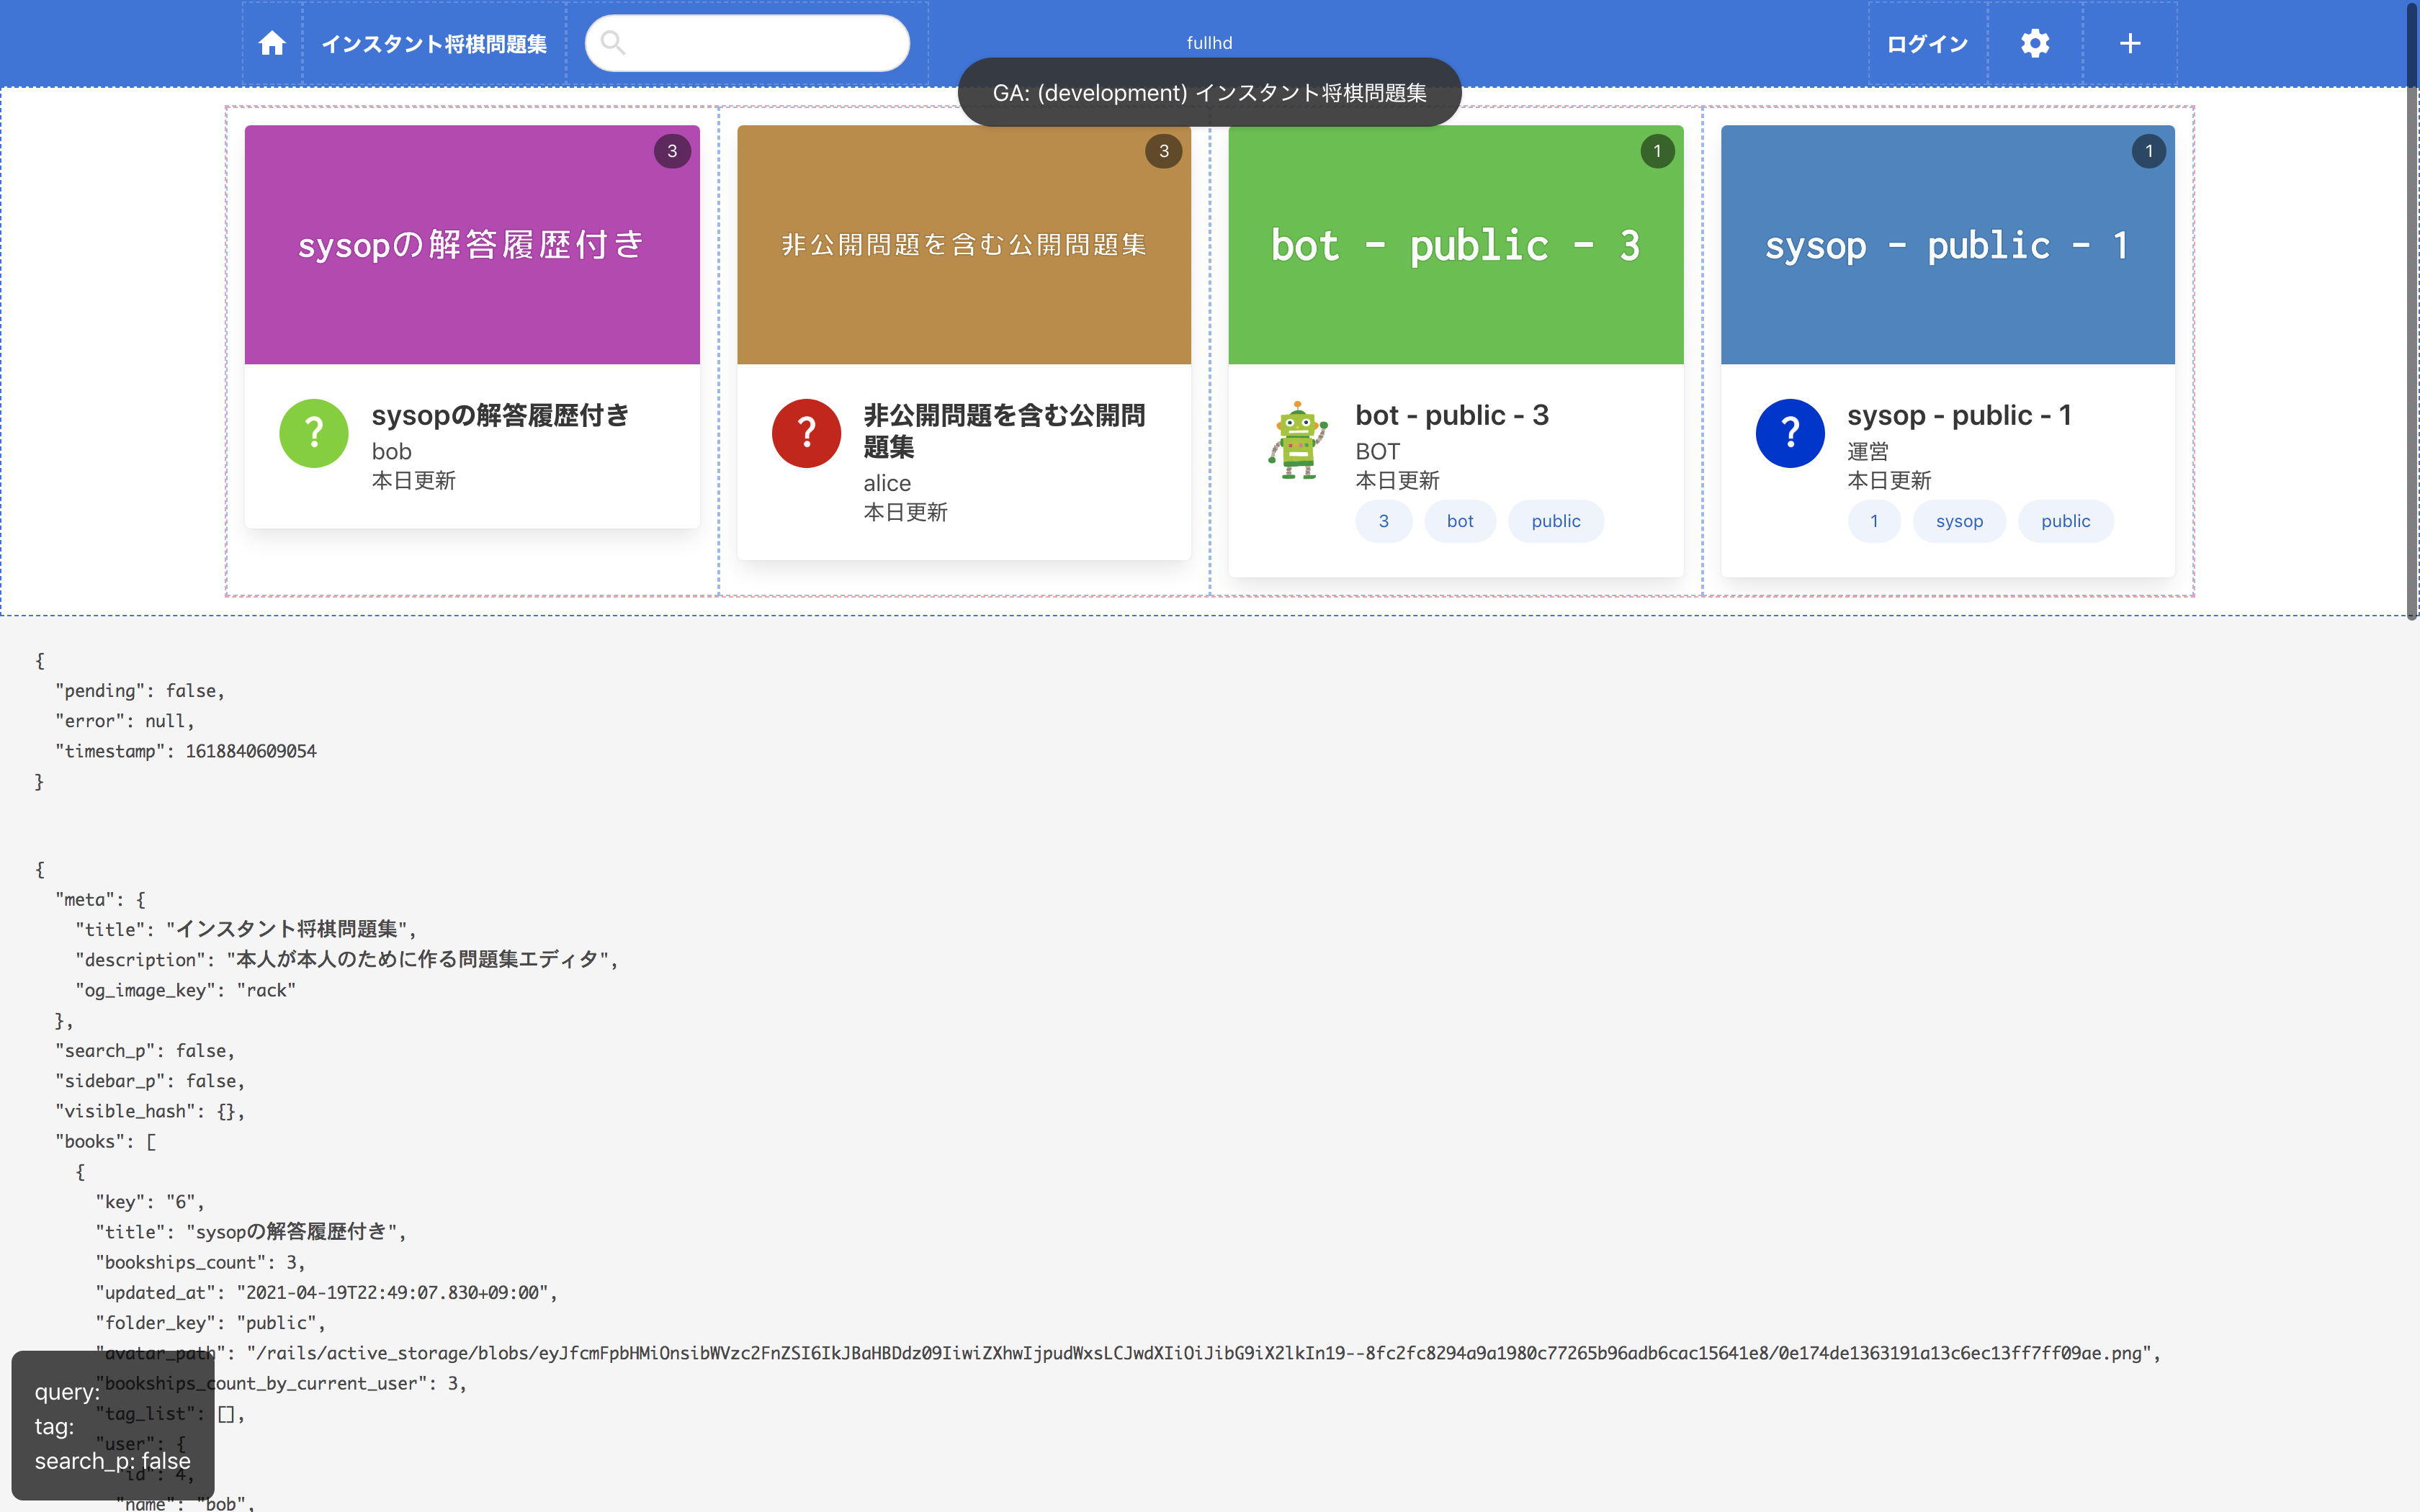 インスタント将棋問題集
fullhd
ログイン
GA: (development) インスタント将棋問題集
3
sysopの解答履歴付き
?
sysopの解答履歴付き
bob
本日更新
3
非公開問題を含む公開問題集
?
非公開問題を含む公開問
題集
alice
本日更新
1
bot - public - 3
bot - public - 3
BOT
本日更新
3 bot public
1
sysop - public - 1
?
sysop - public - 1
運営
本日更新
1 sysop public
{
"pending": false,
"error": null,
"timestamp": 1618840609054
}
{
"meta": {
"title": "インスタント将棋問題集",
"description": "本人が本人のために作る問題集エディタ",
"og_image_key": "rack"
},
"search_p": false,
"sidebar_p": false,
"visible_hash": {},
"books": [
{
"key": "6",
"title": "sysopの解答履歴付き",
"bookships_count": 3,
"updated_at": "2021-04-19T22:49:07.830+09:00",
"folder_key": "public",
"avatar_path": "/rails/active_storage/blobs/eyJfcmFpbHMiOnsibWVzc2FnZSI6IkJBaHBDdz09IiwiZXhwIjpudWxsLCJwdXIiOiJibG9iX2lkIn19--8fc2fc8294a9a1980c77265b96adb6cac15641e8/0e174de1363191a13c6ec13ff7ff09ae.png",
"bookships_count_by_current_user": 3,
"tag_list": [],
"user": {
"id": 4,
"name": "bob",
query:
tag:
search_p: false